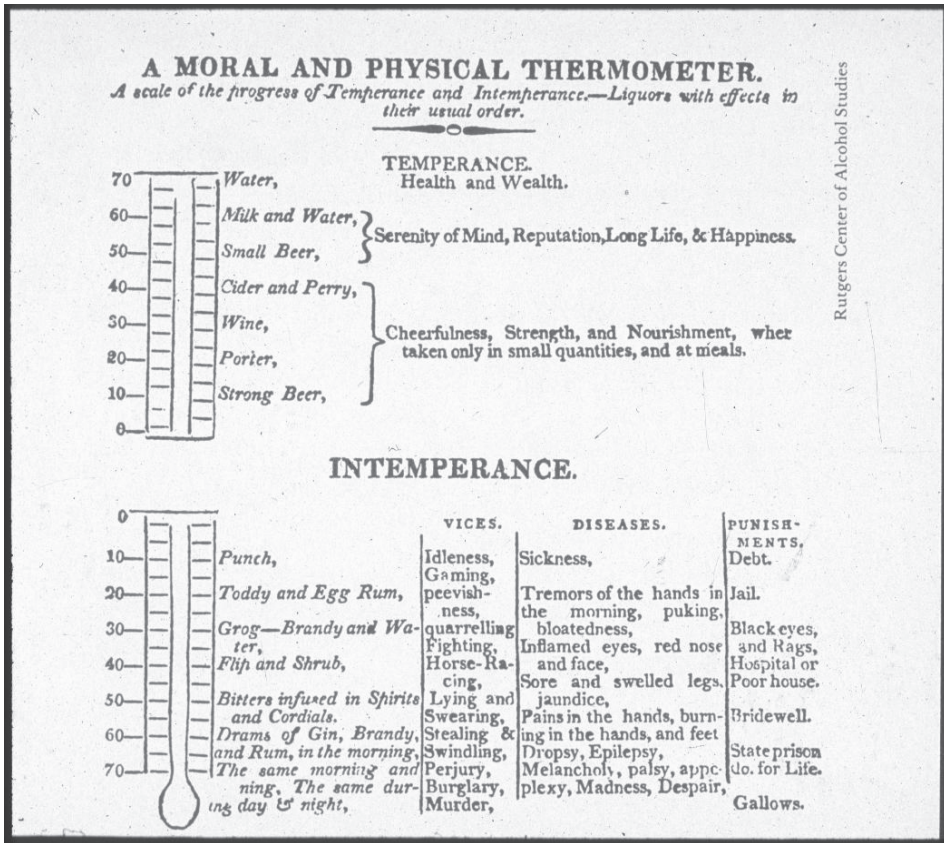 A MORAL AND PHYSICAL THERMOMETER.
A scale of the progress of Temperance and Intemperance.—Liquors with effects in
their usual order.
TEMPERANCE.
Health and Wealth.
70 Water,
60 Milk and Water,
Serenity of Mind, Reputation, Long Life, & Happiness.
50 Small Beer,
40 Cider and Perry,
30 Wine,
Cheerfulness, Strength, and Nourishment, wher
taken only in small quantities, and at meals.
20 Porter,
10 Strong Beer,
0
INTEMPERANCE.
0
VICES. DISEASES. PUNISH-
MENTS.
10 Punch, Idleness, Sickness, Debt.
Gaming,
20 Toddy and Egg Rum, peevish- Tremors of the hands in Jail.
ness, the morning, puking,
30 Grog—Brandy and Wa- quarrelling bloatedness, Black eyes,
ter, Fighting, Inflamed eyes, red nose and Rags,
40 Flip and Shrub, Horse-Ra- and face, Hospital or
cing, Sore and swelled legs, Poor house.
50 Bitters infused in Spirits Lying and jaundice,
and Cordials. Swearing, Pains in the hands, burn- Bridewell.
60 Drams of Gin, Brandy, Stealing & ing in the hands, and feet
and Rum, in the morning, Swindling, Dropsy, Epilepsy, State prison
70 The same morning and Perjury, Melancholy, palsy, appo- do. for Life.
ning, The same dur- Burglary, plexy, Madness, Despair,
ing day & night, Murder, Gallows.
Rutgers Center of Alcohol Studies